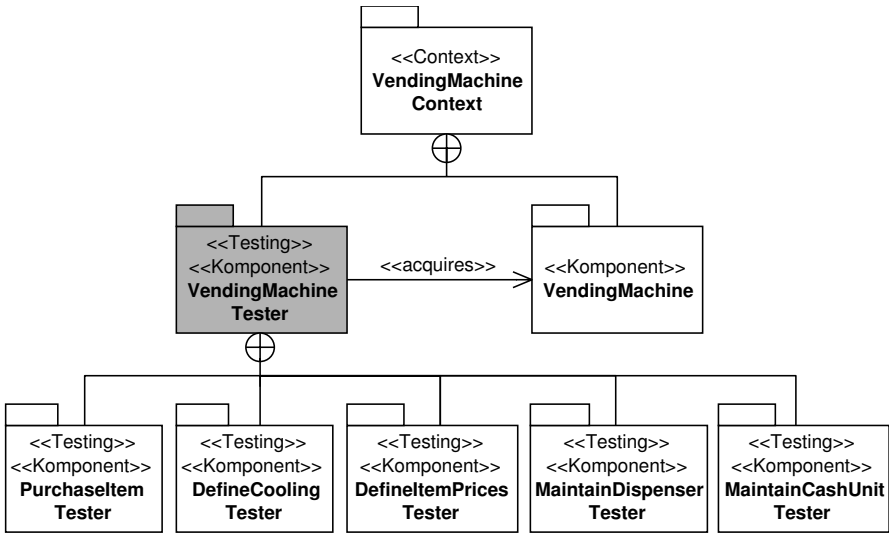 <<Context>>
VendingMachine
Context
<<Testing>>
<<Komponent>>
VendingMachine
Tester
<<acquires>>
<<Komponent>>
VendingMachine
<<Testing>>
<<Komponent>>
PurchaseItem
Tester
<<Testing>>
<<Komponent>>
DefineCooling
Tester
<<Testing>>
<<Komponent>>
DefineItemPrices
Tester
<<Testing>>
<<Komponent>>
MaintainDispenser
Tester
<<Testing>>
<<Komponent>>
MaintainCashUnit
Tester